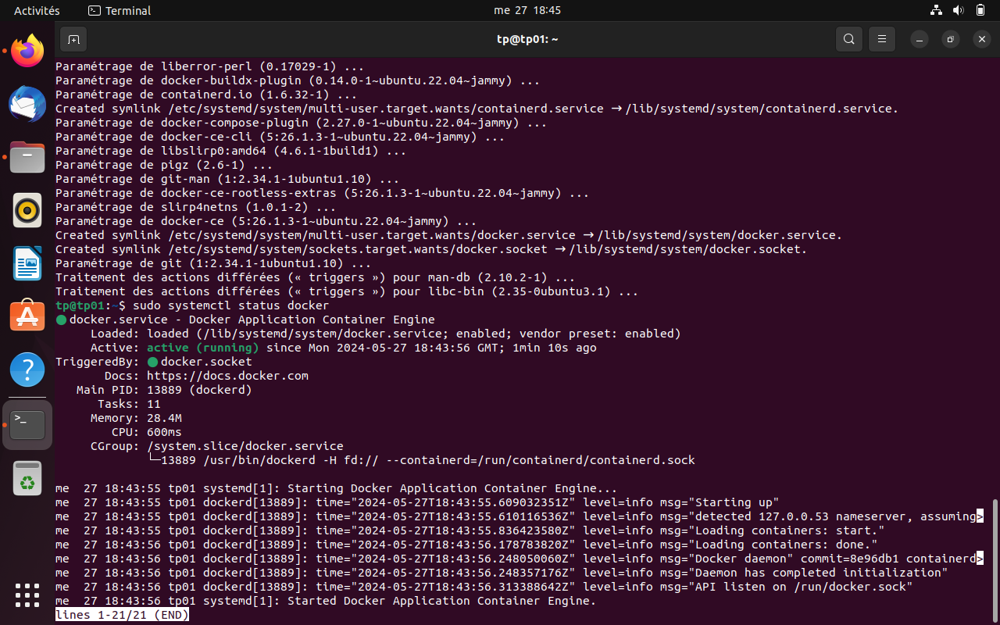 Activités
Terminal
me 27 18:45
tp@tp01: ~
Paramétrage de liberror-perl (0.17029-1) ...
Paramétrage de docker-buildx-plugin (0.14.0-1~ubuntu.22.04~jammy) ...
Paramétrage de containerd.io (1.6.32-1) ...
Created symlink /etc/systemd/system/multi-user.target.wants/containerd.service → /lib/systemd/system/containerd.service.
Paramétrage de docker-compose-plugin (2.27.0-1~ubuntu.22.04~jammy) ...
Paramétrage de docker-ce-cli (5:26.1.3-1~ubuntu.22.04~jammy) ...
Paramétrage de libslirp0:amd64 (4.6.1-1build1) ...
Paramétrage de pigz (2.6-1) ...
Paramétrage de git-man (1:2.34.1-1ubuntu1.10) ...
Paramétrage de docker-ce-rootless-extras (5:26.1.3-1~ubuntu.22.04~jammy) ...
Paramétrage de slirp4netns (1.0.1-2) ...
Paramétrage de docker-ce (5:26.1.3-1~ubuntu.22.04~jammy) ...
Created symlink /etc/systemd/system/multi-user.target.wants/docker.service → /lib/systemd/system/docker.service.
Created symlink /etc/systemd/system/sockets.target.wants/docker.socket → /lib/systemd/system/docker.socket.
Paramétrage de git (1:2.34.1-1ubuntu1.10) ...
Traitement des actions différées (« triggers ») pour man-db (2.10.2-1) ...
Traitement des actions différées (« triggers ») pour libc-bin (2.35-0ubuntu3.1) ...
tp@tp01:~$ sudo systemctl status docker
● docker.service - Docker Application Container Engine
Loaded: loaded (/lib/systemd/system/docker.service; enabled; vendor preset: enabled)
Active: active (running) since Mon 2024-05-27 18:43:56 GMT; 1min 10s ago
TriggeredBy: ● docker.socket
Docs: https://docs.docker.com
Main PID: 13889 (dockerd)
Tasks: 11
Memory: 28.4M
CPU: 600ms
CGroup: /system.slice/docker.service
└─13889 /usr/bin/dockerd -H fd:// --containerd=/run/containerd/containerd.sock
me  27 18:43:55 tp01 systemd[1]: Starting Docker Application Container Engine...
me  27 18:43:55 tp01 dockerd[13889]: time="2024-05-27T18:43:55.609032351Z" level=info msg="Starting up"
me  27 18:43:55 tp01 dockerd[13889]: time="2024-05-27T18:43:55.610116536Z" level=info msg="detected 127.0.0.53 nameserver, assuming>
me  27 18:43:55 tp01 dockerd[13889]: time="2024-05-27T18:43:55.836423580Z" level=info msg="Loading containers: start."
me  27 18:43:56 tp01 dockerd[13889]: time="2024-05-27T18:43:56.178783820Z" level=info msg="Loading containers: done."
me  27 18:43:56 tp01 dockerd[13889]: time="2024-05-27T18:43:56.248050060Z" level=info msg="Docker daemon" commit=8e96db1 containerd>
me  27 18:43:56 tp01 dockerd[13889]: time="2024-05-27T18:43:56.248357176Z" level=info msg="Daemon has completed initialization"
me  27 18:43:56 tp01 dockerd[13889]: time="2024-05-27T18:43:56.313388642Z" level=info msg="API listen on /run/docker.sock"
me  27 18:43:56 tp01 systemd[1]: Started Docker Application Container Engine.
lines 1-21/21 (END)